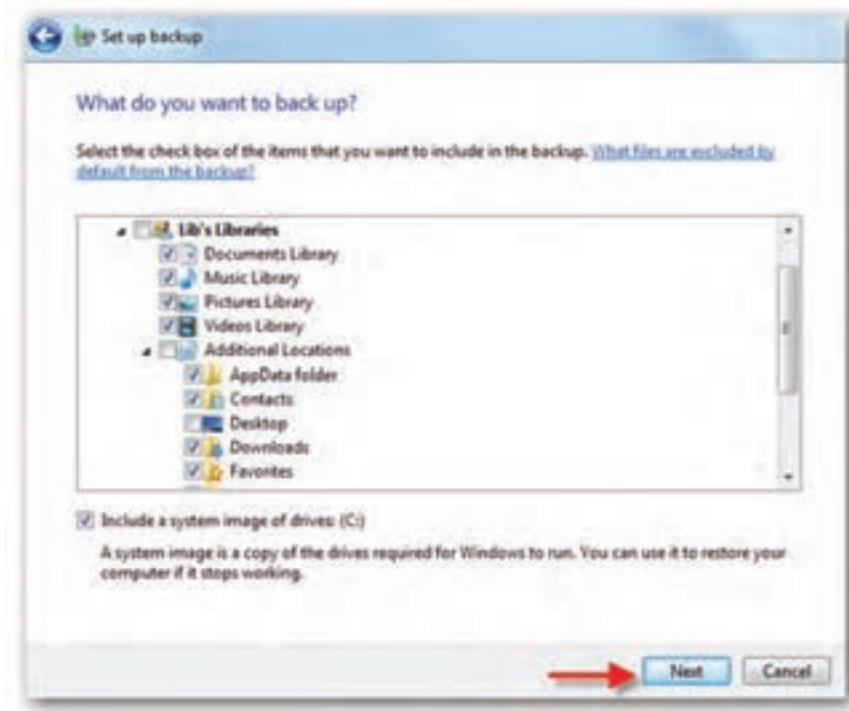 Set up backup
What do you want to back up?
Select the check box of the items that you want to include in the backup. What files are excluded by
default from the backup?
Lib's Libraries
Documents Library
Music Library
Pictures Library
Videos Library
Additional Locations
AppData folder
Contacts
Desktop
Downloads
Favorites
Include a system image of drives: (C:)
A system image is a copy of the drives required for Windows to run. You can use it to restore your
computer if it stops working.
Next
Cancel